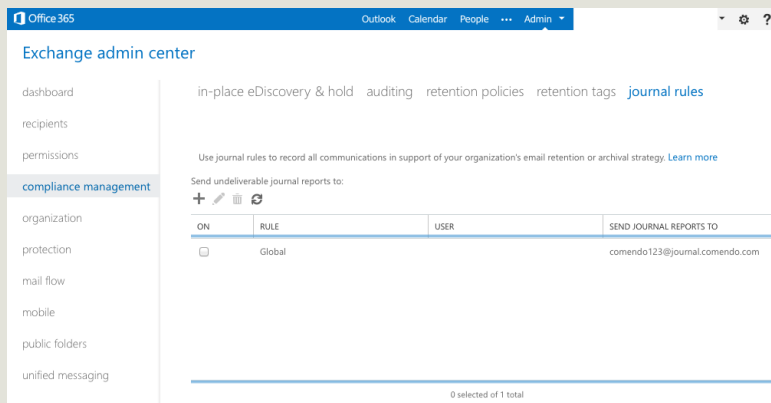 Office 365 Outlook Calendar People ••• Admin ?
Exchange admin center
dashboard
recipients
permissions
compliance management
organization
protection
mail flow
mobile
public folders
unified messaging
in-place eDiscovery & hold auditing retention policies retention tags journal rules
Use journal rules to record all communications in support of your organization's email retention or archival strategy. Learn more
Send undeliverable journal reports to:
ON RULE USER SEND JOURNAL REPORTS TO
Global comendo123@journal.comendo.com
0 selected of 1 total